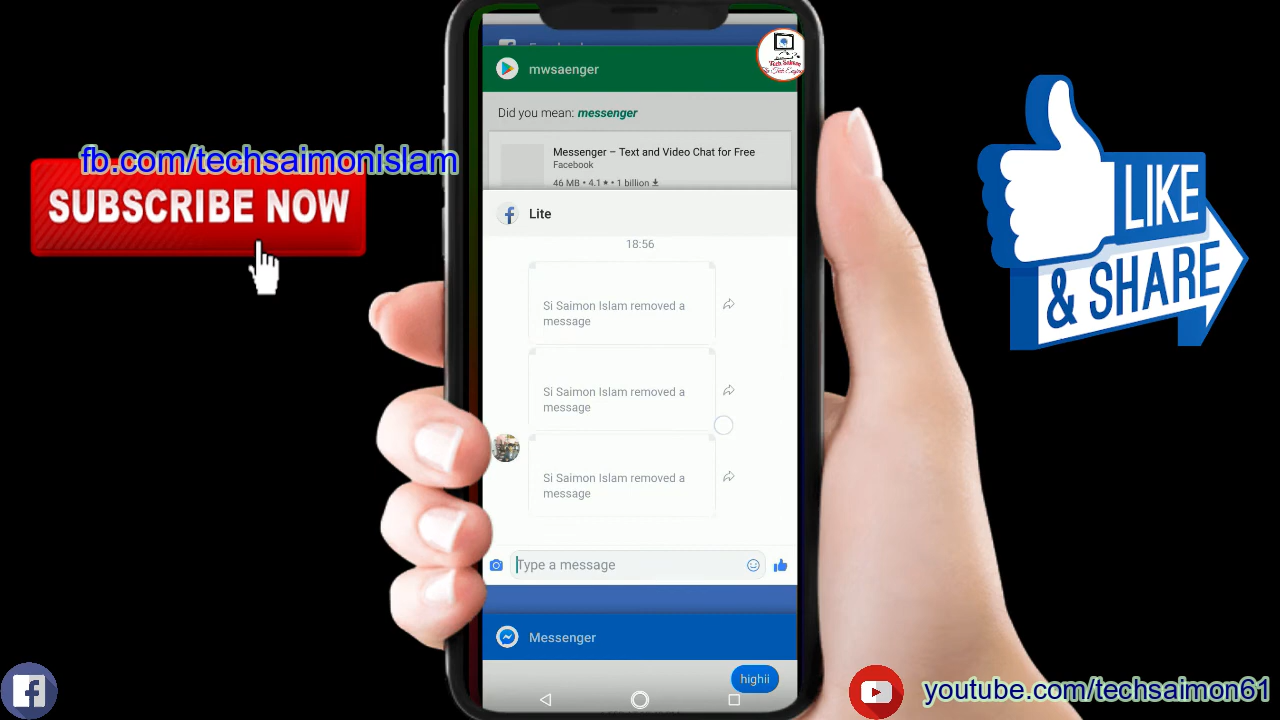 fb.com/techsaimonislam
SUBSCRIBE NOW
mwsaenger
Tech Saimon
Did you mean: messenger
Messenger – Text and Video Chat for Free
Facebook
46 MB • 4.1 ★ • 1 billion
Lite
18:56
Si Saimon Islam removed a
message
Si Saimon Islam removed a
message
Si Saimon Islam removed a
message
Type a message
Messenger
highii
LIKE
& SHARE
youtube.com/techsaimon61